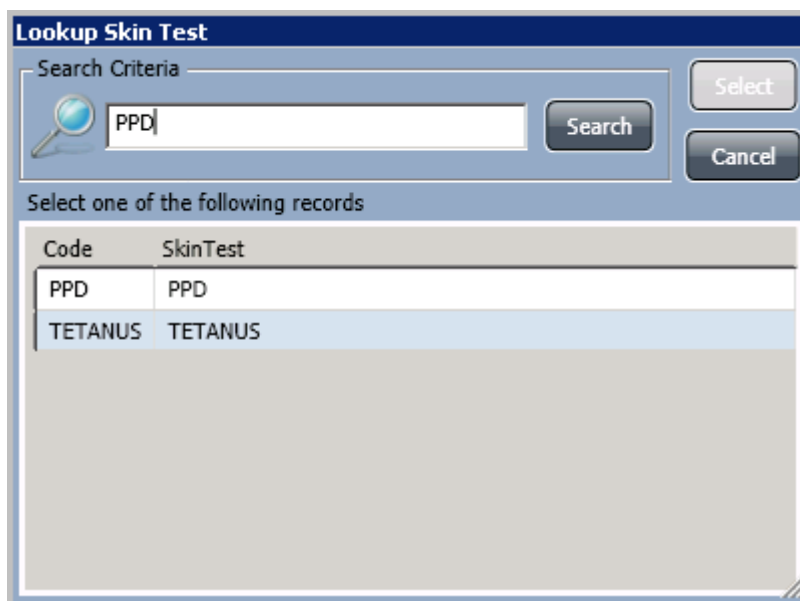 Lookup Skin Test
Search Criteria
Select
PPD
Search
Cancel
Select one of the following records
Code SkinTest
PPD PPD
TETANUS TETANUS